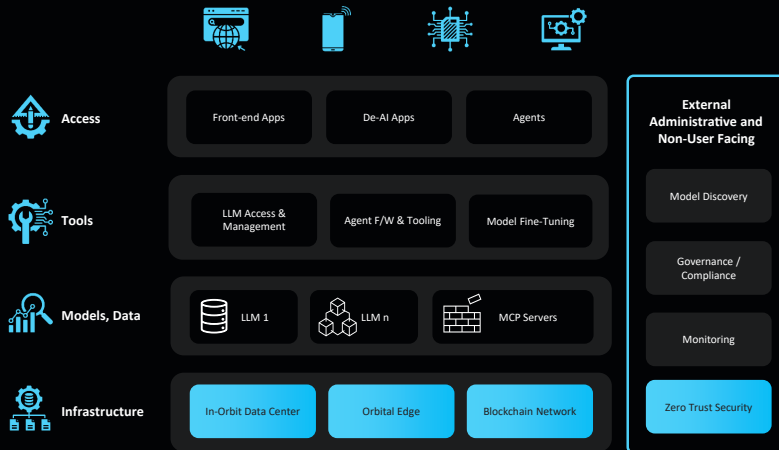 Access
Front-end Apps
De-AI Apps
Agents
Tools
LLM Access &
Management
Agent F/W & Tooling
Model Fine-Tuning
Models, Data
LLM 1
LLM n
MCP Servers
Infrastructure
In-Orbit Data Center
Orbital Edge
Blockchain Network
External
Administrative and
Non-User Facing
Model Discovery
Governance /
Compliance
Monitoring
Zero Trust Security